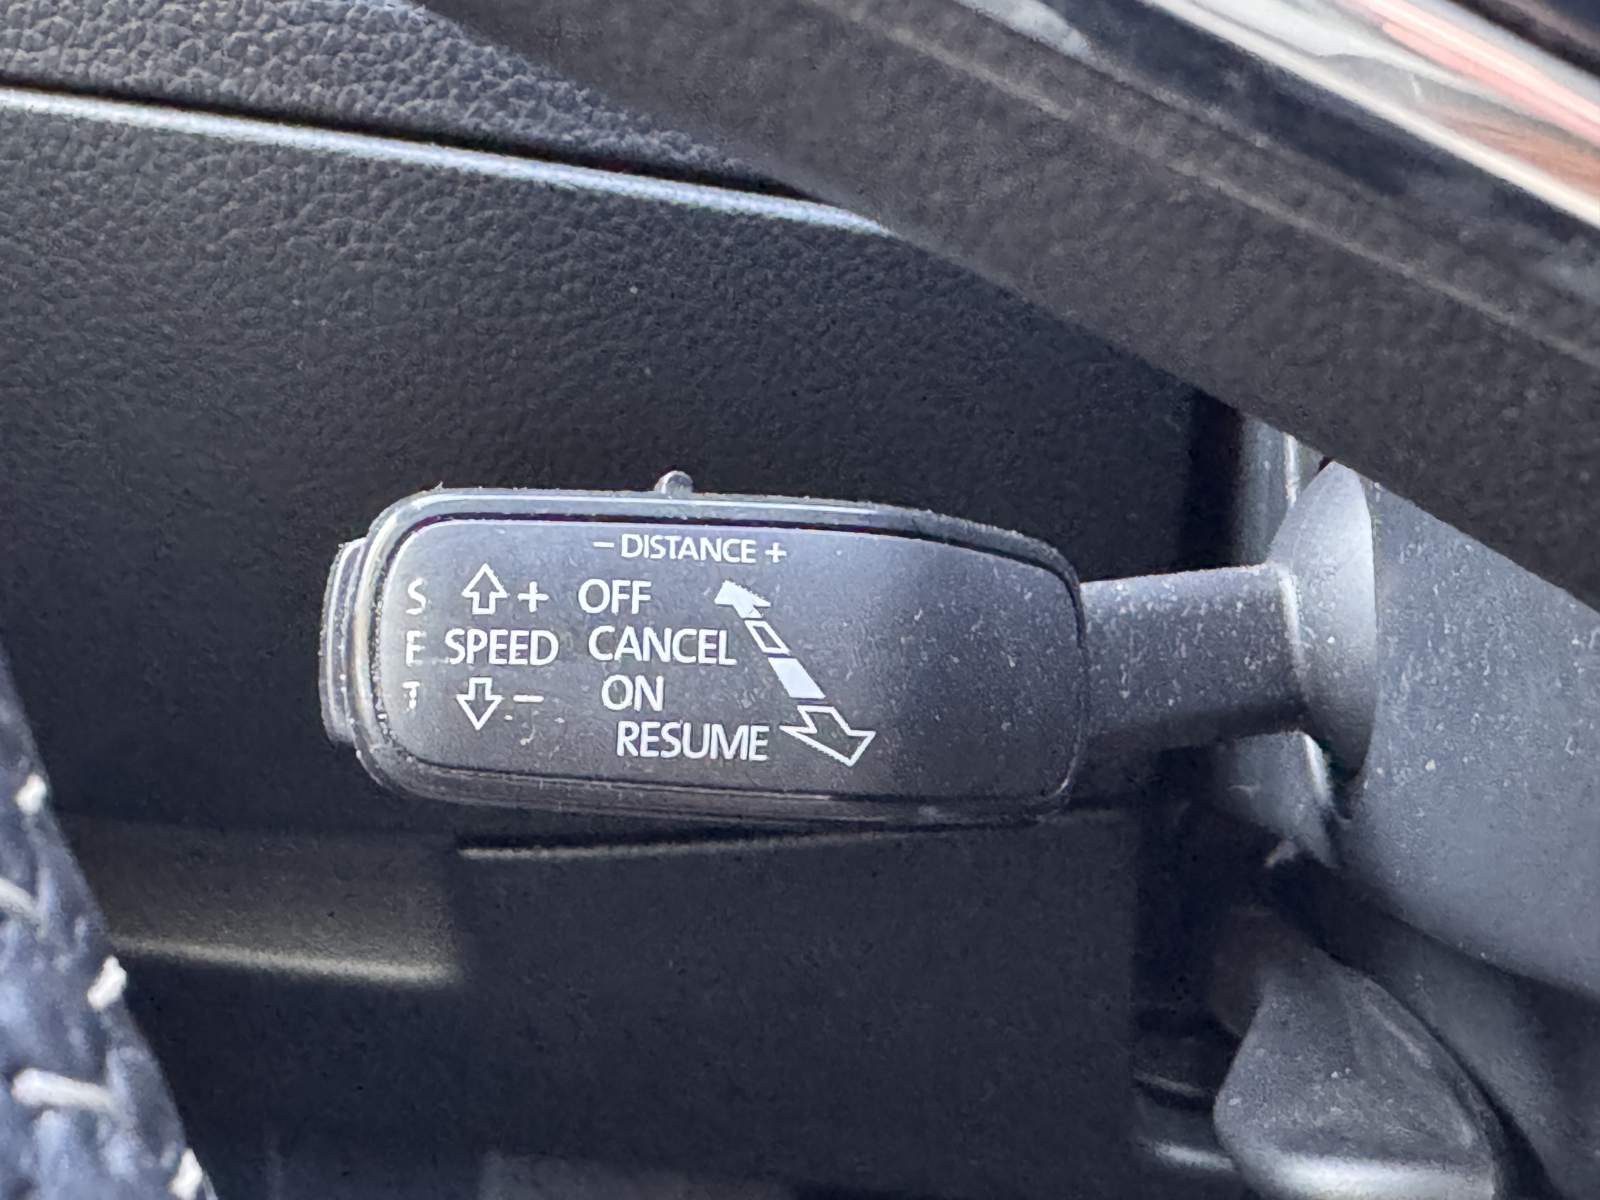 – DISTANCE +
S + OFF
E SPEED CANCEL
T – ON
RESUME